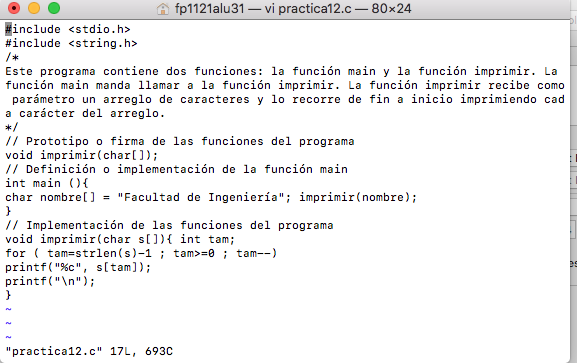 fp1121alu31 — vi practica12.c — 80×24
#include <stdio.h>
#include <string.h>
/*
Este programa contiene dos funciones: la función main y la función imprimir. La
función main manda llamar a la función imprimir. La función imprimir recibe como
 parámetro un arreglo de caracteres y lo recorre de fin a inicio imprimiendo cad
a carácter del arreglo.
*/
// Prototipo o firma de las funciones del programa
void imprimir(char[]);
// Definición o implementación de la función main
int main (){
char nombre[] = "Facultad de Ingeniería"; imprimir(nombre);
}
// Implementación de las funciones del programa
void imprimir(char s[]){ int tam;
for ( tam=strlen(s)-1 ; tam>=0 ; tam--)
printf("%c", s[tam]);
printf("\n");
}
~
~
~
"practica12.c" 17L, 693C